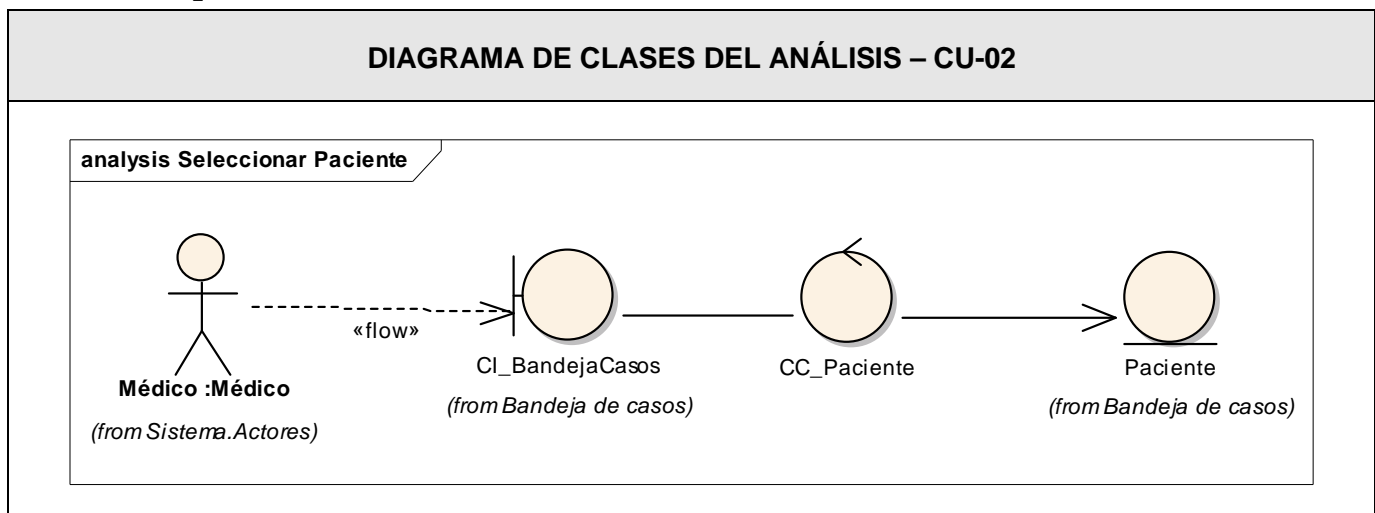 DIAGRAMA DE CLASES DEL ANÁLISIS – CU-02
analysis Seleccionar Paciente
«flow»
CI_BandejaCasos
CC_Paciente
Paciente
Médico :Médico
(from Bandeja de casos)
(from Bandeja de casos)
(from Sistema.Actores)